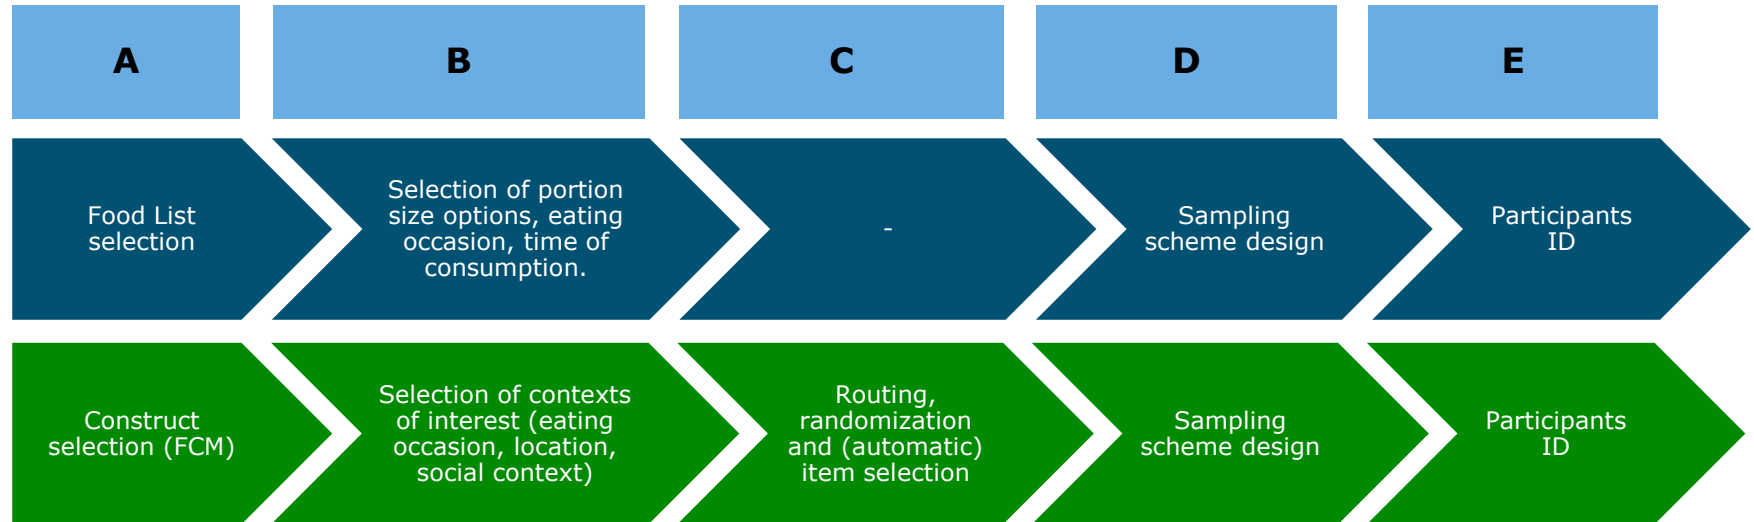 A
B
C
D
E
Food List
selection
Selection of portion
size options, eating
occasion, time of
consumption.
-
Sampling
scheme design
Participants
ID
Construct
selection (FCM)
Selection of contexts
of interest (eating
occasion, location,
social context)
Routing,
randomization
and (automatic)
item selection
Sampling
scheme design
Participants
ID